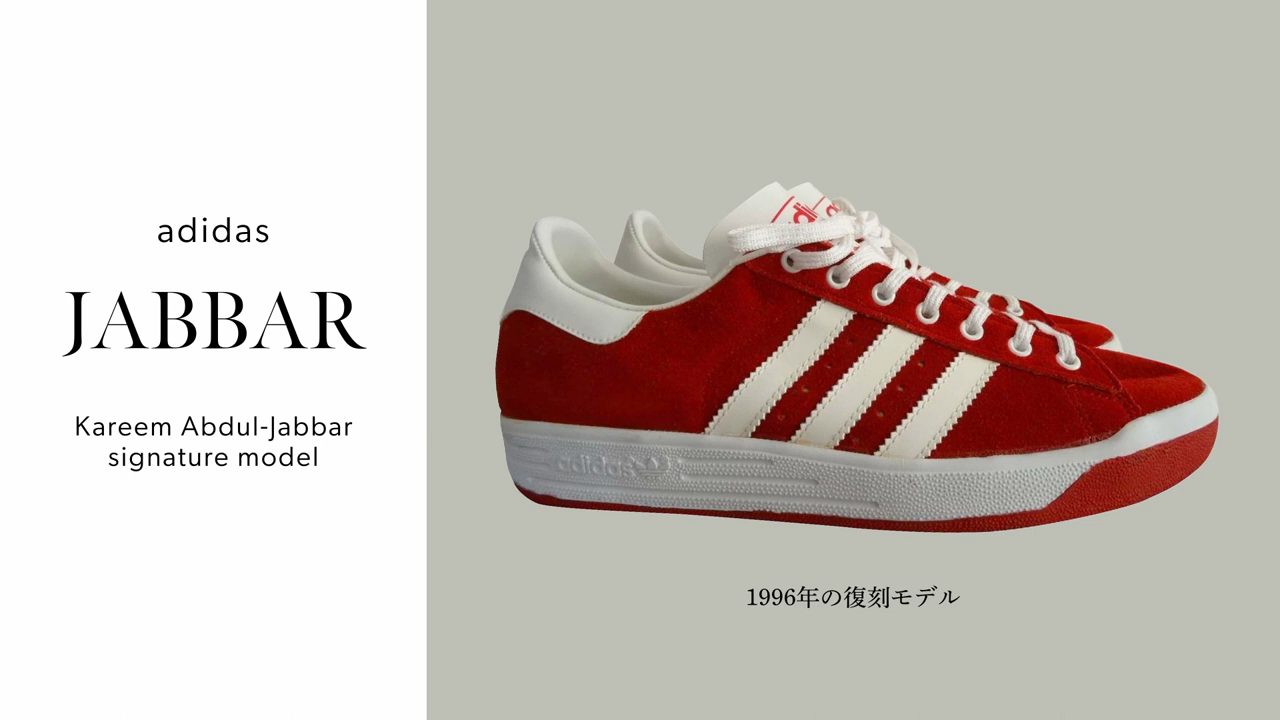 adidas
JABBAR
Kareem Abdul-Jabbar
signature model
adidas
1996年の復刻モデル